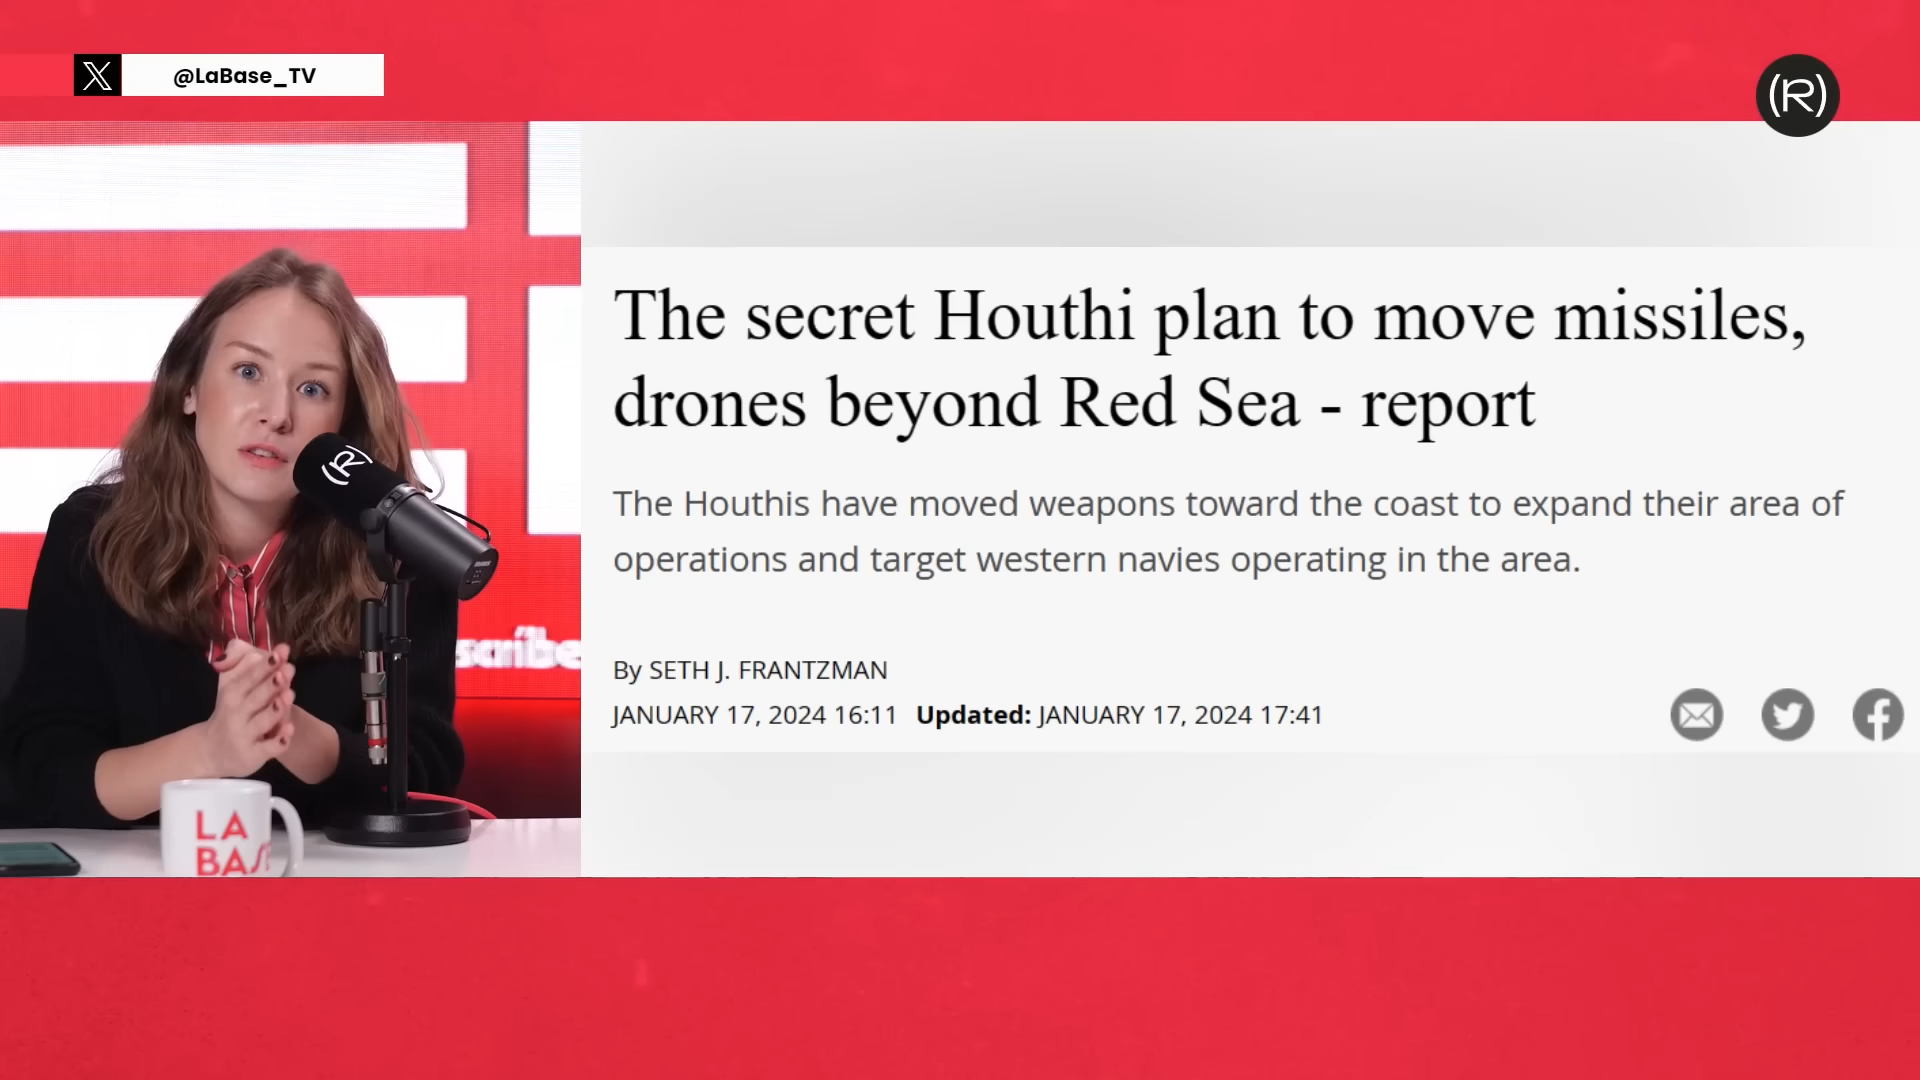 @LaBase_TV
(R)
The secret Houthi plan to move missiles,
drones beyond Red Sea - report
The Houthis have moved weapons toward the coast to expand their area of
operations and target western navies operating in the area.
By SETH J. FRANTZMAN
JANUARY 17, 2024 16:11 Updated: JANUARY 17, 2024 17:41
(R)
scribe
LA
BASE